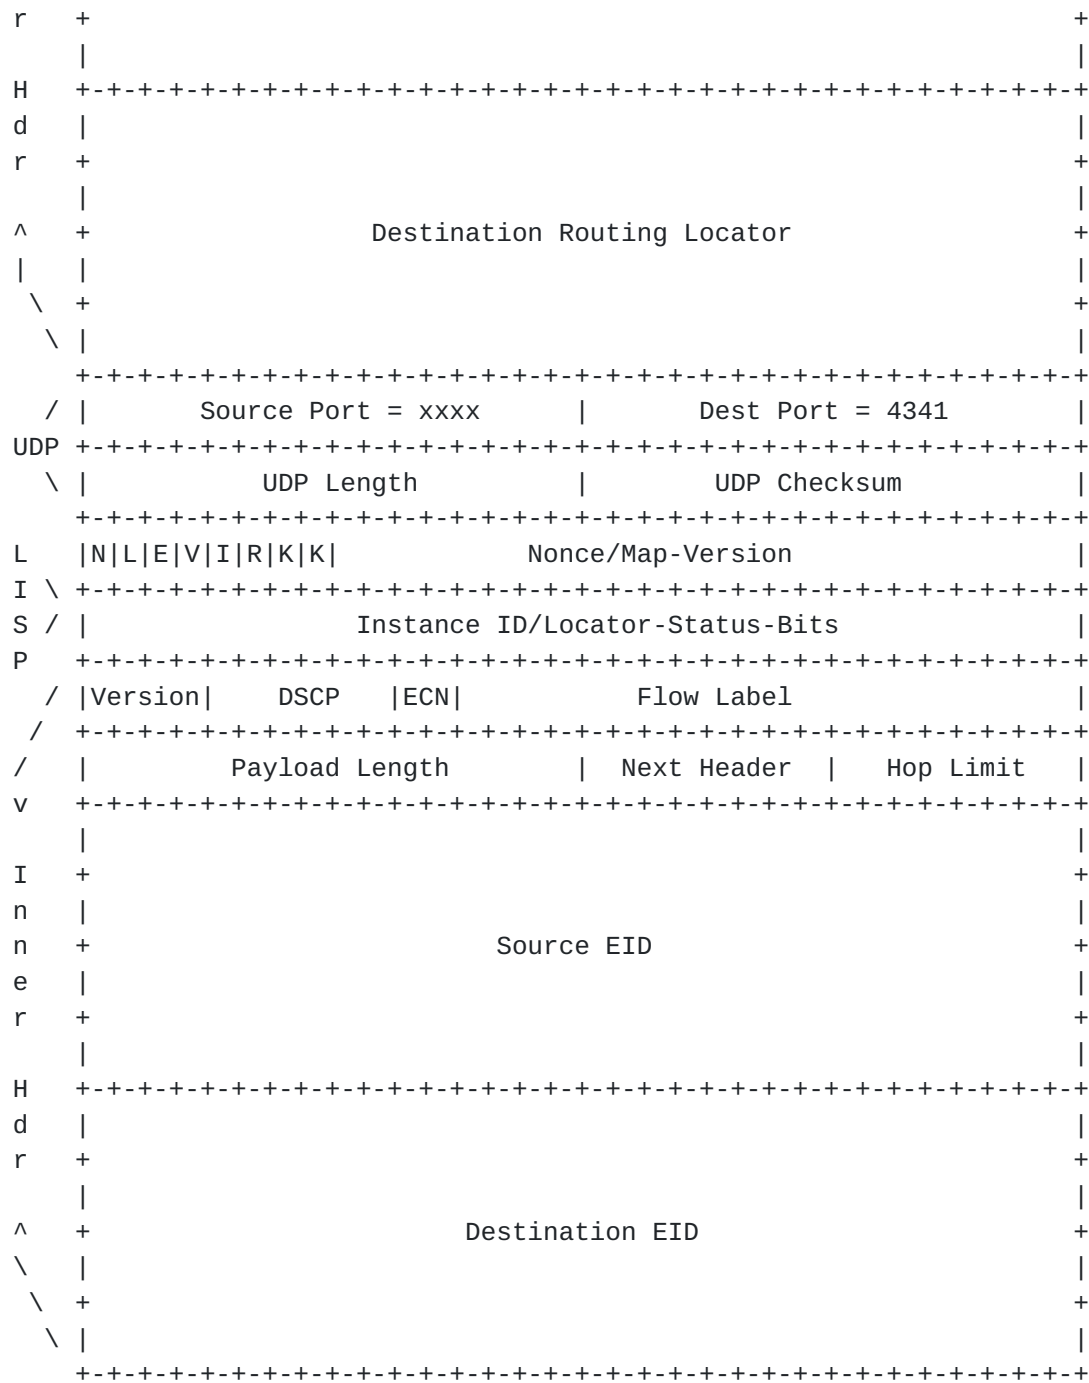 r   +                                                               +
    |                                                               |
H   +-+-+-+-+-+-+-+-+-+-+-+-+-+-+-+-+-+-+-+-+-+-+-+-+-+-+-+-+-+-+-+-+
d   |                                                               |
r   +                                                               +
    |                                                               |
^   +                  Destination Routing Locator                  +
|   |                                                               |
 \  +                                                               +
  \ |                                                               |
    +-+-+-+-+-+-+-+-+-+-+-+-+-+-+-+-+-+-+-+-+-+-+-+-+-+-+-+-+-+-+-+-+
  / |       Source Port = xxxx      |       Dest Port = 4341        |
UDP +-+-+-+-+-+-+-+-+-+-+-+-+-+-+-+-+-+-+-+-+-+-+-+-+-+-+-+-+-+-+-+-+
  \ |           UDP Length          |        UDP Checksum           |
    +-+-+-+-+-+-+-+-+-+-+-+-+-+-+-+-+-+-+-+-+-+-+-+-+-+-+-+-+-+-+-+-+
L   |N|L|E|V|I|R|K|K|            Nonce/Map-Version                  |
I \ +-+-+-+-+-+-+-+-+-+-+-+-+-+-+-+-+-+-+-+-+-+-+-+-+-+-+-+-+-+-+-+-+
S / |                 Instance ID/Locator-Status-Bits               |
P   +-+-+-+-+-+-+-+-+-+-+-+-+-+-+-+-+-+-+-+-+-+-+-+-+-+-+-+-+-+-+-+-+
  / |Version|    DSCP   |ECN|           Flow Label                  |
 /  +-+-+-+-+-+-+-+-+-+-+-+-+-+-+-+-+-+-+-+-+-+-+-+-+-+-+-+-+-+-+-+-+
/   |         Payload Length        |  Next Header  |   Hop Limit   |
v   +-+-+-+-+-+-+-+-+-+-+-+-+-+-+-+-+-+-+-+-+-+-+-+-+-+-+-+-+-+-+-+-+
    |                                                               |
I   +                                                               +
n   |                                                               |
n   +                          Source EID                           +
e   |                                                               |
r   +                                                               +
    |                                                               |
H   +-+-+-+-+-+-+-+-+-+-+-+-+-+-+-+-+-+-+-+-+-+-+-+-+-+-+-+-+-+-+-+-+
d   |                                                               |
r   +                                                               +
    |                                                               |
^   +                        Destination EID                        +
\   |                                                               |
 \  +                                                               +
  \ |                                                               |
    +-+-+-+-+-+-+-+-+-+-+-+-+-+-+-+-+-+-+-+-+-+-+-+-+-+-+-+-+-+-+-+-+